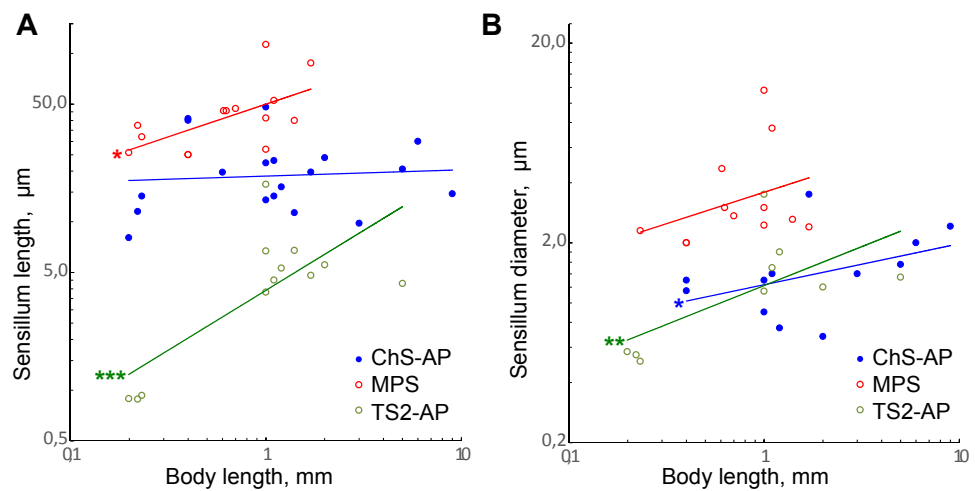 A
B
Sensillum length, µm
50,0
5,0
0,5
0,1
1
10
Body length, mm
*
***
ChS-AP
MPS
TS2-AP
Sensillum diameter, µm
20,0
2,0
0,2
0,1
1
10
Body length, mm
*
**
ChS-AP
MPS
TS2-AP